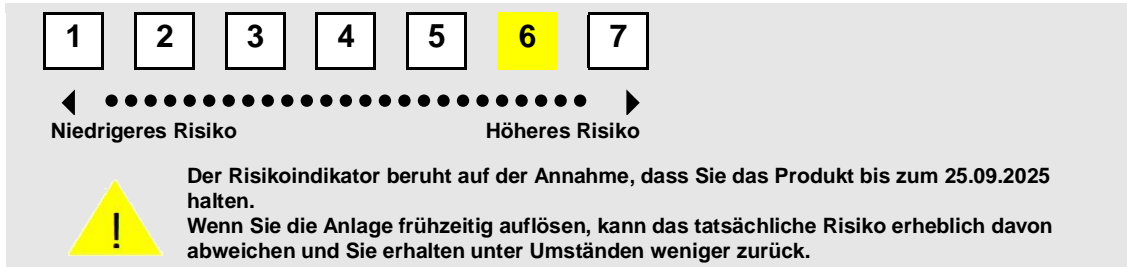 1 2 3 4 5 6 7
Niedrigeres Risiko Höheres Risiko
Der Risikoindikator beruht auf der Annahme, dass Sie das Produkt bis zum 25.09.2025
halten.
Wenn Sie die Anlage frühzeitig auflösen, kann das tatsächliche Risiko erheblich davon
abweichen und Sie erhalten unter Umständen weniger zurück.
!